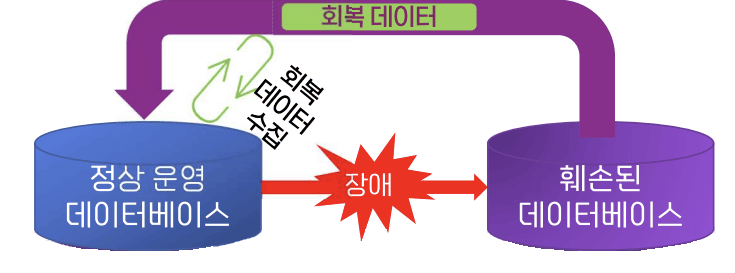 회복 데이터
회복
데이터
수집
정상 운영
데이터베이스
장애
훼손된
데이터베이스